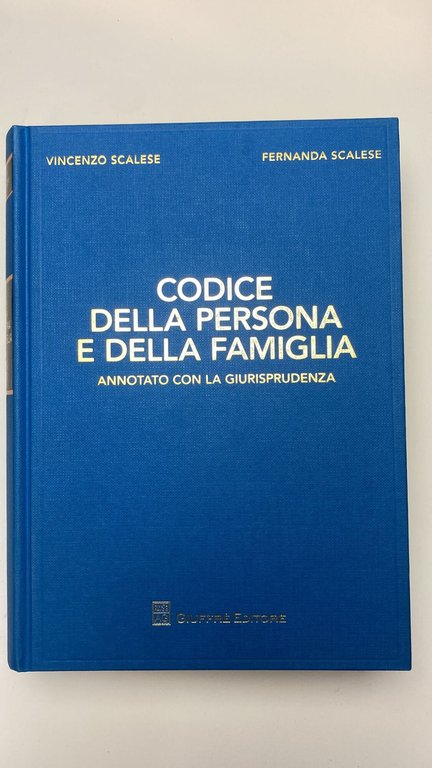 VINCENZO SCALESE
FERNANDA SCALESE
CODICE
DELLA PERSONA
E DELLA FAMIGLIA
ANNOTATO CON LA GIURISPRUDENZA
GIUFFRÈ EDITORE